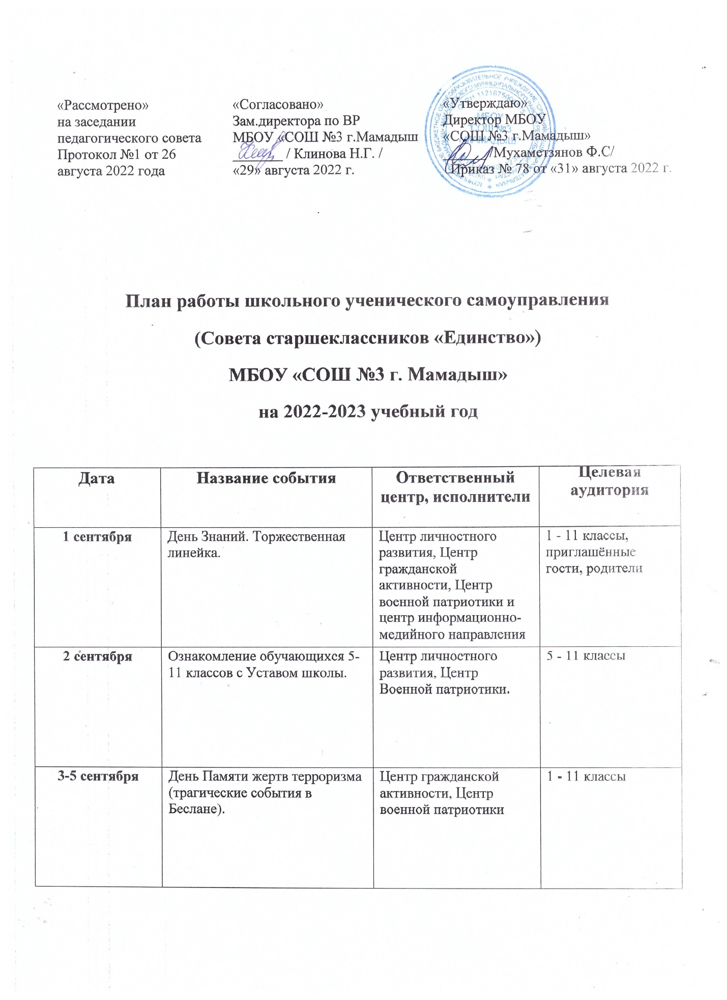 «Рассмотрено»
на заседании
педагогического совета
Протокол №1 от 26
августа 2022 года
«Согласовано»
Зам.директора по ВР
МБОУ «СОШ №3 г.Мамадыш
_______ / Клинова Н.Г. /
«29» августа 2022 г.
«Утверждаю»
Директор МБОУ
«СОШ №3 г.Мамадыш»
_______/Мухаметзянов Ф.С/
Приказ № 78 от «31» августа 2022 г.
МБОУ
"СОШ №3
Г.МАМАДЫШ"
План работы школьного ученического самоуправления
(Совета старшеклассников «Единство»)
МБОУ «СОШ №3 г. Мамадыш»
на 2022-2023 учебный год
Дата
Название события
Ответственный
центр, исполнители
Целевая
аудитория
1 сентября
День Знаний. Торжественная
линейка.
Центр личностного
развития, Центр
гражданской
активности, Центр
военной патриотики и
центр информационно-
медийного направления
1 - 11 классы,
приглашённые
гости, родители
2 сентября
Ознакомление обучающихся 5-
11 классов с Уставом школы.
Центр личностного
развития, Центр
Военной патриотики.
5 - 11 классы
3-5 сентября
День Памяти жертв терроризма
(трагические события в
Беслане).
Центр гражданской
активности, Центр
военной патриотики
1 - 11 классы